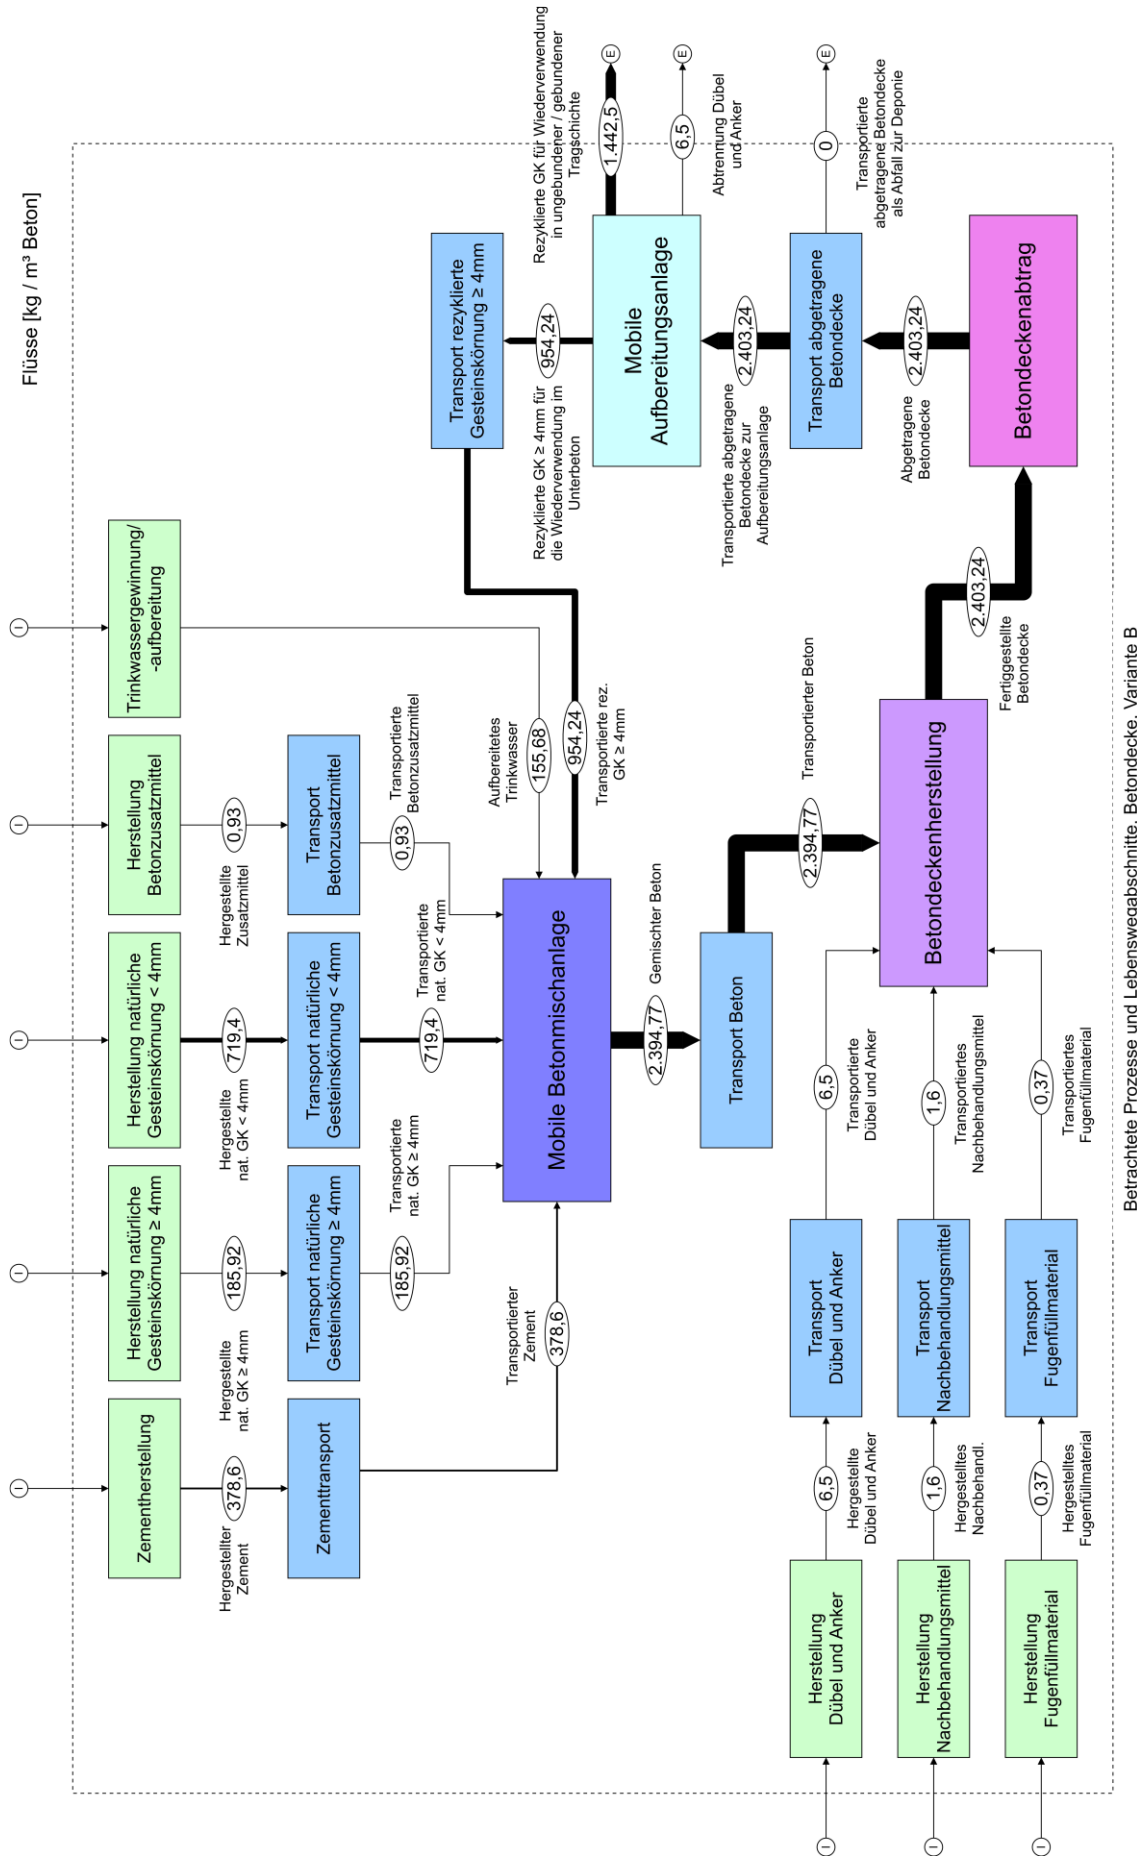 Flüsse [kg / m³ Beton]
I
I
I
I
I
Zementherstellung
Herstellung natürliche
Gesteinskörnung ≥ 4mm
Herstellung natürliche
Gesteinskörnung < 4mm
Herstellung
Betonzusatzmittel
Trinkwassergewinnung/
-aufbereitung
Hergestellter
Zement
378,6
Hergestellte
nat. GK ≥ 4mm
185,92
Hergestellte
nat. GK < 4mm
719,4
Hergestellte
Zusatzmittel
0,93
Zementtransport
Transport natürliche
Gesteinskörnung ≥ 4mm
Transport natürliche
Gesteinskörnung < 4mm
Transport
Betonzusatzmittel
185,92
Transportierte
nat. GK ≥ 4mm
719,4
Transportierte
nat. GK < 4mm
0,93
Transportierte
Betonzusatzmittel
Transportierter
Zement
378,6
Aufbereitetes
Trinkwasser
155,68
954,24
Transportierte rez.
GK ≥ 4mm
Mobile Betonmischanlage
Transport rezyklierte
Gesteinskörnung ≥ 4mm
954,24
Rezyklierte GK ≥ 4mm für
die Wiederverwendung im
Unterbeton
Rezyklierte GK für Wiederverwendung
in ungebundener / gebundener
Tragschichte
1.442,5
E
Mobile
Aufbereitungsanlage
6,5
E
Abtrennung Dübel
und Anker
2.394,77
Gemischter Beton
Transport Beton
Transportierter Beton
2.394,77
Transportierte abgetragene
Betondecke zur
Aufbereitungsanlage
2.403,24
Transport abgetragene
Betondecke
0
E
Transportierte
abgetragene Betondecke
als Abfall zur Deponie
Abgetragene
Betondecke
2.403,24
I
Herstellung
Dübel und Anker
6,5
Hergestellte
Dübel und Anker
Transport
Dübel und Anker
6,5
Transportierte
Dübel und Anker
I
Herstellung
Nachbehandlungsmittel
1,6
Hergestelltes
Nachbehandl.
Transport
Nachbehandlungsmittel
1,6
Transportiertes
Nachbehandlungsmittel
I
Herstellung
Fugenfüllmaterial
0,37
Hergestelltes
Fugenfüllmaterial
Transport
Fugenfüllmaterial
0,37
Transportiertes
Fugenfüllmaterial
Betondeckenherstellung
2.403,24
Fertiggestellte
Betondecke
Betondeckenabtrag
Betrachtete Prozesse und Lebenswegabschnitte, Betondecke, Variante B